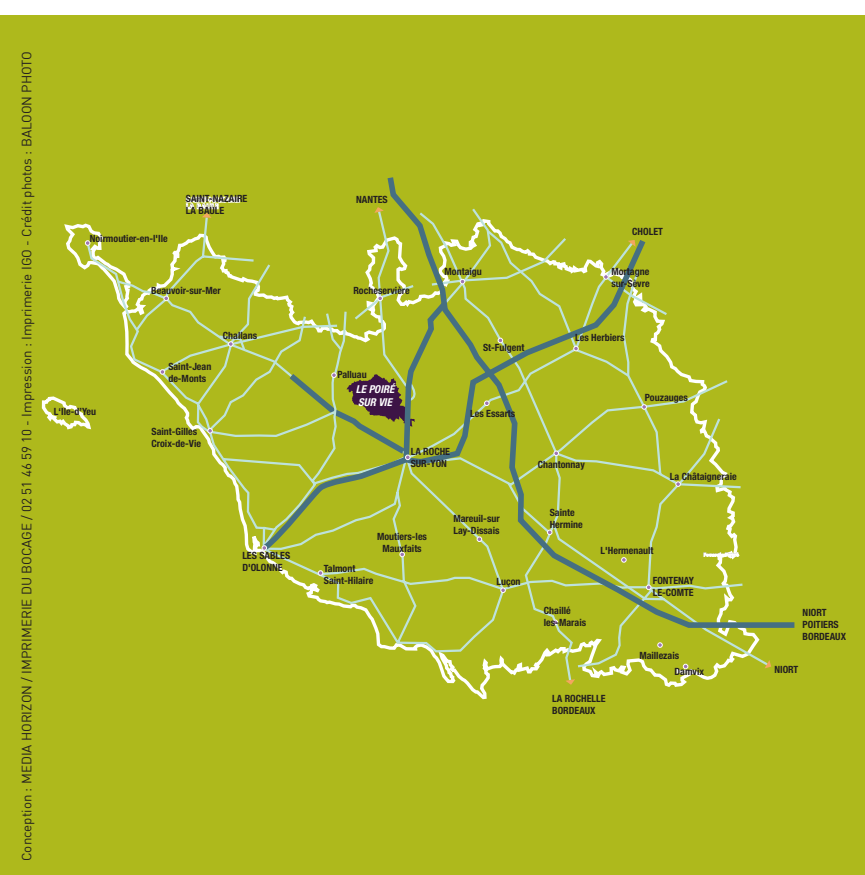 Conception : MEDIA HORIZON / IMPRIMERIE DU BOCAGE / 02 51 46 59 10 - Impression : Imprimerie IGO - Crédit photos : BALOON PHOTO
SAINT-NAZAIRE
LA BAULE
NANTES
CHOLET
Noirmoutier-en-l'Ile
Montaigu
Mortagne
sur-Sèvre
Beauvoir-sur-Mer
Rocheservière
Challans
St-Fulgent
Les Herbiers
Saint-Jean
de-Monts
Palluau
LE POIRÉ
SUR VIE
Pouzauges
L'Ile-d'Yeu
Les Essarts
Saint-Gilles
Croix-de-Vie
LA ROCHE
SUR-YON
Chantonnay
La Châtaigneraie
Mareuil-sur
Lay-Dissais
Sainte
Hermine
Moutiers-les
Mauxfaits
L'Hermenault
LES SABLES
D'OLONNE
Talmont
Saint-Hilaire
Luçon
FONTENAY
LE-COMTE
Chaillé
les-Marais
NIORT
POITIERS
BORDEAUX
Maillezais
Damvix
NIORT
LA ROCHELLE
BORDEAUX